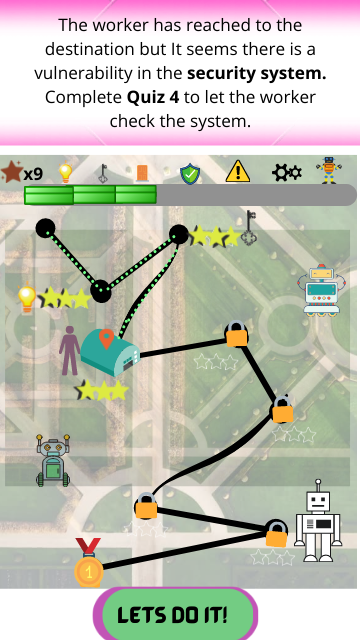 The worker has reached to the
destination but It seems there is a
vulnerability in the security system.
Complete Quiz 4 to let the worker
check the system.
x9
1
LETS DO IT!